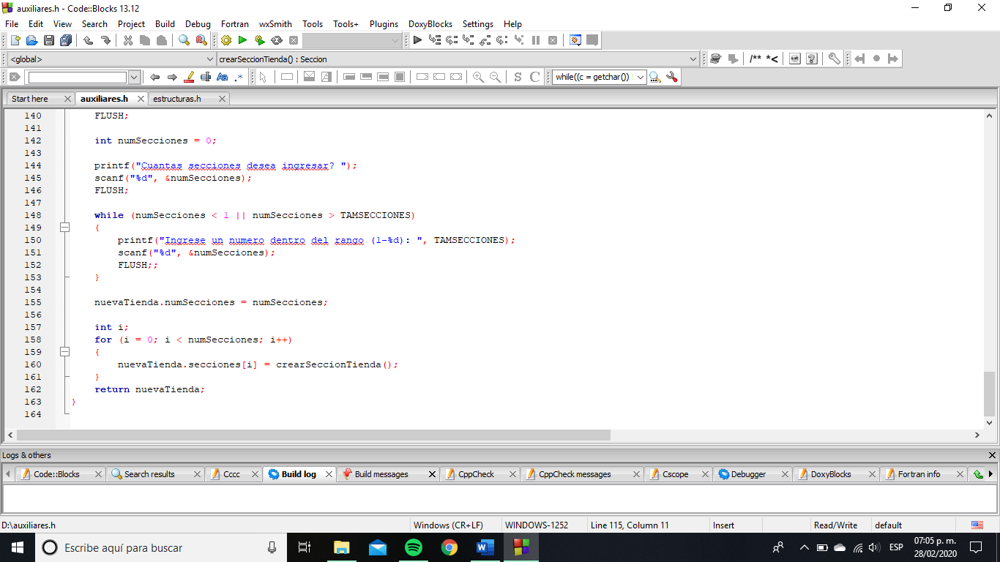 auxiliares.h - Code::Blocks 13.12
File Edit View Search Project Build Debug Fortran wxSmith Tools Tools+ Plugins DoxyBlocks Settings Help
<global> crearSeccionTienda() : Seccion
/** *<
Aa .* S C while((c = getchar())
Start here auxiliares.h estructuras.h
140 FLUSH;
141
142 int numSecciones = 0;
143
144 printf("Cuantas secciones desea ingresar? ");
145 scanf("%d", &numSecciones);
146 FLUSH;
147
148 while (numSecciones < 1 || numSecciones > TAMSECCIONES)
149 {
150 printf("Ingrese un numero dentro del rango (1-%d): ", TAMSECCIONES);
151 scanf("%d", &numSecciones);
152 FLUSH;;
153 }
154
155 nuevaTienda.numSecciones = numSecciones;
156
157 int i;
158 for (i = 0; i < numSecciones; i++)
159 {
160 nuevaTienda.secciones[i] = crearSeccionTienda();
161 }
162 return nuevaTienda;
163 }
164
Logs & others
Code::Blocks Search results Cccc Build log Build messages CppCheck CppCheck messages Cscope Debugger DoxyBlocks Fortran info
D:\auxiliares.h Windows (CR+LF) WINDOWS-1252 Line 115, Column 11 Insert Read/Write default
Escribe aquí para buscar ESP 07:05 p. m.
28/02/2020